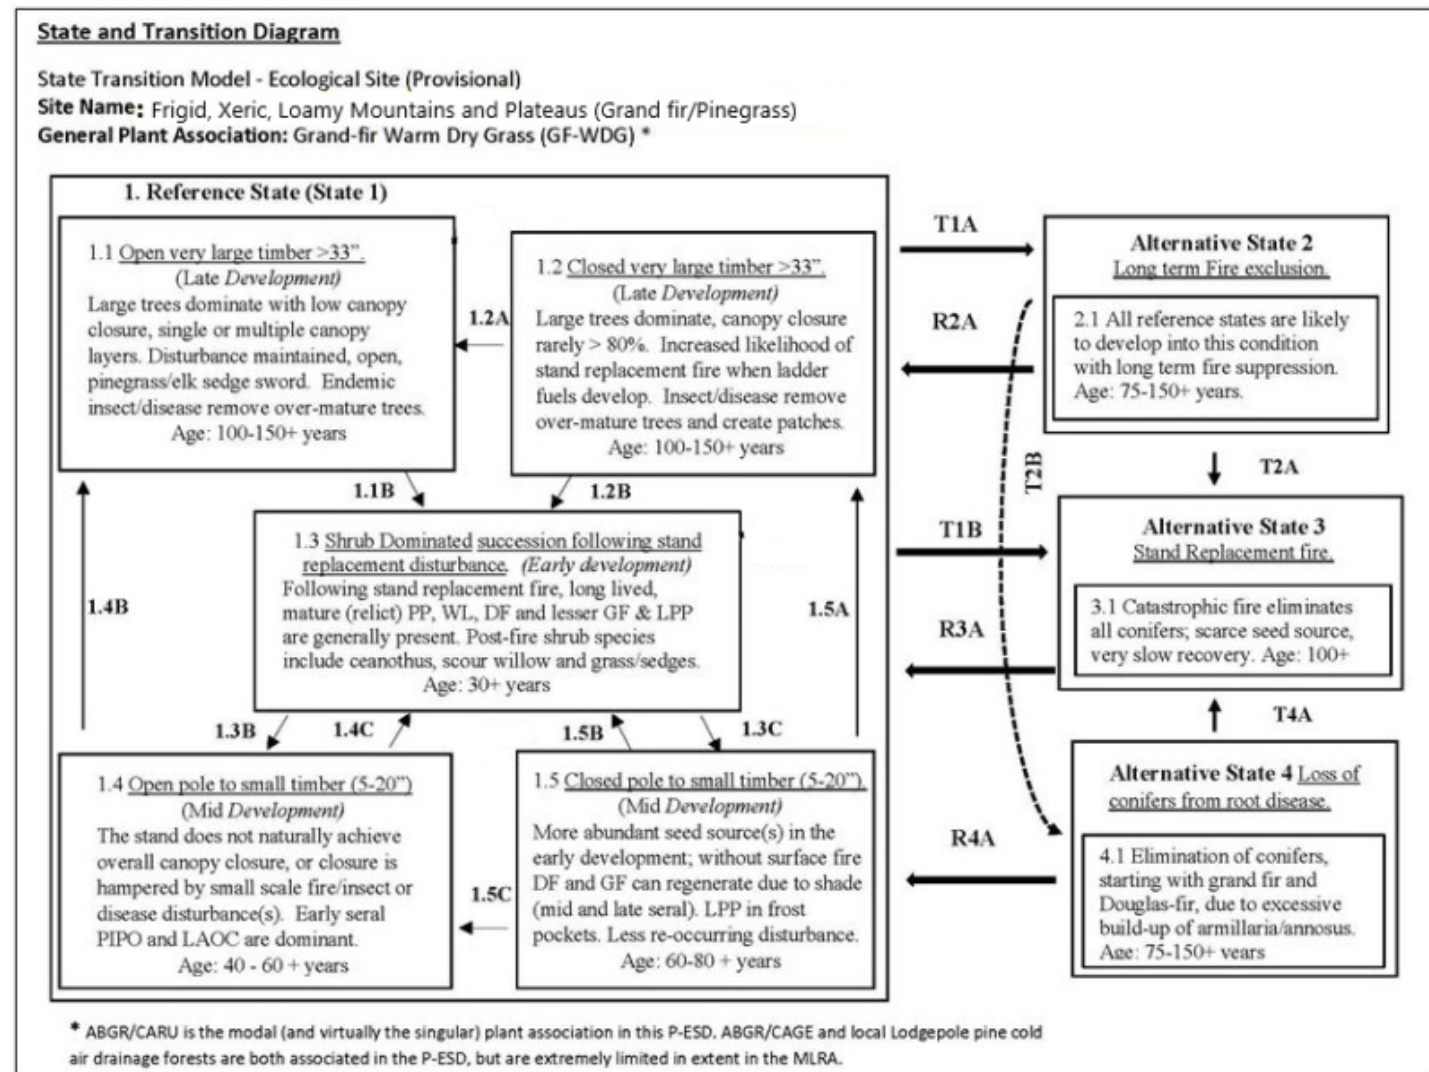 State and Transition Diagram
State Transition Model - Ecological Site (Provisional)
Site Name: Frigid, Xeric, Loamy Mountains and Plateaus (Grand fir/Pinegrass)
General Plant Association: Grand-fir Warm Dry Grass (GF-WDG) *
1. Reference State (State 1)
1.1 Open very large timber >33”.
(Late Development)
Large trees dominate with low canopy
closure, single or multiple canopy
layers. Disturbance maintained, open,
pinegrass/elk sedge sword. Endemic
insect/disease remove over-mature trees.
Age: 100-150+ years
1.2A
1.2 Closed very large timber >33”.
(Late Development)
Large trees dominate, canopy closure
rarely > 80%. Increased likelihood of
stand replacement fire when ladder
fuels develop. Insect/disease remove
over-mature trees and create patches.
Age: 100-150+ years
1.1B
1.2B
1.3 Shrub Dominated succession following stand
replacement disturbance. (Early development)
Following stand replacement fire, long lived,
mature (relict) PP, WL, DF and lesser GF & LPP
are generally present. Post-fire shrub species
include ceanothus, scour willow and grass/sedges.
Age: 30+ years
1.4B
1.5A
1.3B
1.4C
1.5B
1.3C
1.4 Open pole to small timber (5-20”)
(Mid Development)
The stand does not naturally achieve
overall canopy closure, or closure is
hampered by small scale fire/insect or
disease disturbance(s). Early seral
PIPO and LAOC are dominant.
Age: 40 - 60 + years
1.5C
1.5 Closed pole to small timber (5-20”).
(Mid Development)
More abundant seed source(s) in the
early development; without surface fire
DF and GF can regenerate due to shade
(mid and late seral). LPP in frost
pockets. Less re-occurring disturbance.
Age: 60-80 + years
T1A
R2A
T2B
T1B
R3A
R4A
Alternative State 2
Long term Fire exclusion.
2.1 All reference states are likely
to develop into this condition
with long term fire suppression.
Age: 75-150+ years.
T2A
Alternative State 3
Stand Replacement fire.
3.1 Catastrophic fire eliminates
all conifers; scarce seed source,
very slow recovery. Age: 100+
T4A
Alternative State 4 Loss of
conifers from root disease.
4.1 Elimination of conifers,
starting with grand fir and
Douglas-fir, due to excessive
build-up of armillaria/annosus.
Age: 75-150+ years
* ABGR/CARU is the modal (and virtually the singular) plant association in this P-ESD. ABGR/CAGE and local Lodgepole pine cold
air drainage forests are both associated in the P-ESD, but are extremely limited in extent in the MLRA.